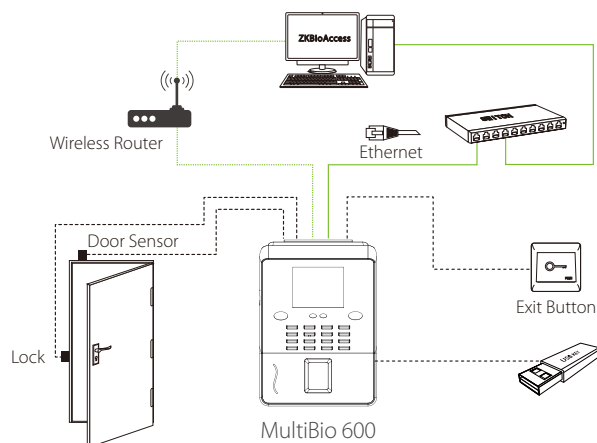 ZKBioAccess
Wireless Router
Ethernet
Door Sensor
Exit Button
Lock
MultiBio 600